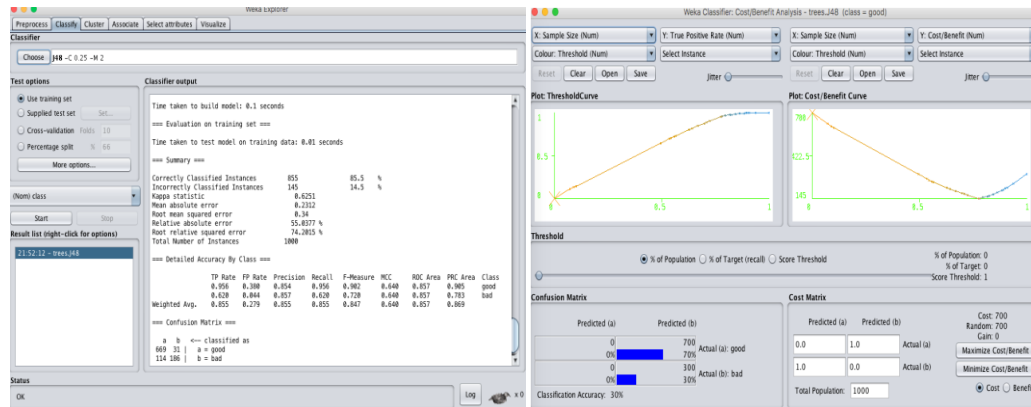 Weka Explorer
Preprocess Classify Cluster Associate Select attributes Visualize
Classifier
Choose J48 -C 0.25 -M 2
Test options
Use training set
Supplied test set Set...
Cross-validation Folds 10
Percentage split % 66
More options...
(Nom) class
Start Stop
Result list (right-click for options)
21:52:12 - trees.J48
Classifier output
Time taken to build model: 0.1 seconds
=== Evaluation on training set ===
Time taken to test model on training data: 0.01 seconds
=== Summary ===
Correctly Classified Instances 855 85.5 %
Incorrectly Classified Instances 145 14.5 %
Kappa statistic 0.6251
Mean absolute error 0.2312
Root mean squared error 0.34
Relative absolute error 55.0377 %
Root relative squared error 74.2015 %
Total Number of Instances 1000
=== Detailed Accuracy By Class ===
TP Rate FP Rate Precision Recall F-Measure MCC ROC Area PRC Area Class
0.956 0.380 0.854 0.956 0.902 0.640 0.857 0.905 good
0.620 0.044 0.857 0.620 0.720 0.640 0.857 0.783 bad
Weighted Avg. 0.855 0.279 0.855 0.855 0.847 0.640 0.857 0.869
=== Confusion Matrix ===
a b <-- classified as
669 31 | a = good
114 186 | b = bad
Status
OK
Log x 0
Weka Classifier: Cost/Benefit Analysis - trees.J48 (class = good)
X: Sample Size (Num) Y: True Positive Rate (Num)
Colour: Threshold (Num) Select Instance
Reset Clear Open Save Jitter
Plot: ThresholdCurve
1
0.5
0
0 0.5 1
X: Sample Size (Num) Y: Cost/Benefit (Num)
Colour: Threshold (Num) Select Instance
Reset Clear Open Save Jitter
Plot: Cost/Benefit Curve
700
422.5
145
0 0.5 1
Threshold
% of Population % of Target (recall) Score Threshold
% of Population: 0
% of Target: 0
Score Threshold: 1
Confusion Matrix
Predicted (a) Predicted (b)
0 700
0% 70% Actual (a): good
0 300
0% 30% Actual (b): bad
Classification Accuracy: 30%
Cost Matrix
Predicted (a) Predicted (b)
0.0 1.0 Actual (a)
1.0 0.0 Actual (b)
Total Population: 1000
Cost: 700
Random: 700
Gain: 0
Maximize Cost/Benefit
Minimize Cost/Benefit
Cost Benefi